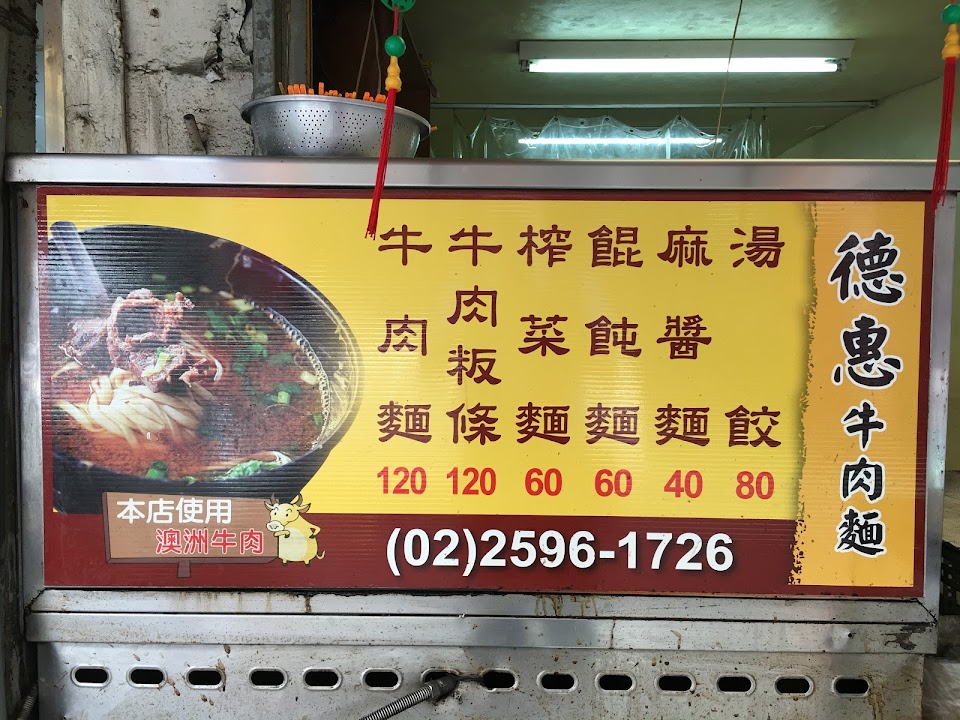 德惠牛肉麵
牛肉麵 120
牛肉板條 120
榨菜麵 60
餛飩麵 60
麻醬麵 40
湯餃 80
本店使用
澳洲牛肉
(02)2596-1726